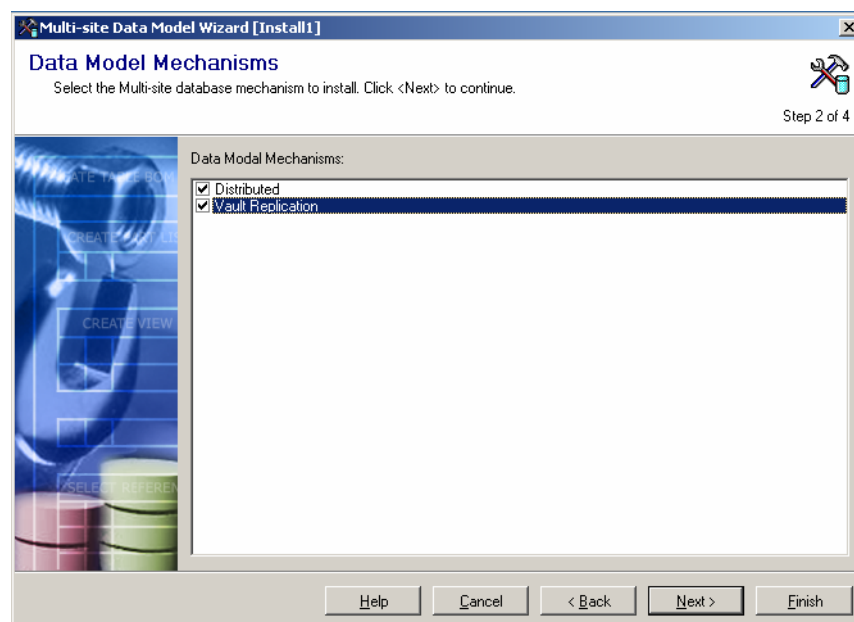 Multi-site Data Model Wizard [Install1]
Data Model Mechanisms
Select the Multi-site database mechanism to install. Click <Next> to continue.
Step 2 of 4
Data Modal Mechanisms:
Distributed
Vault Replication
CREATE VIEW
Help
Cancel
< Back
Next >
Finish